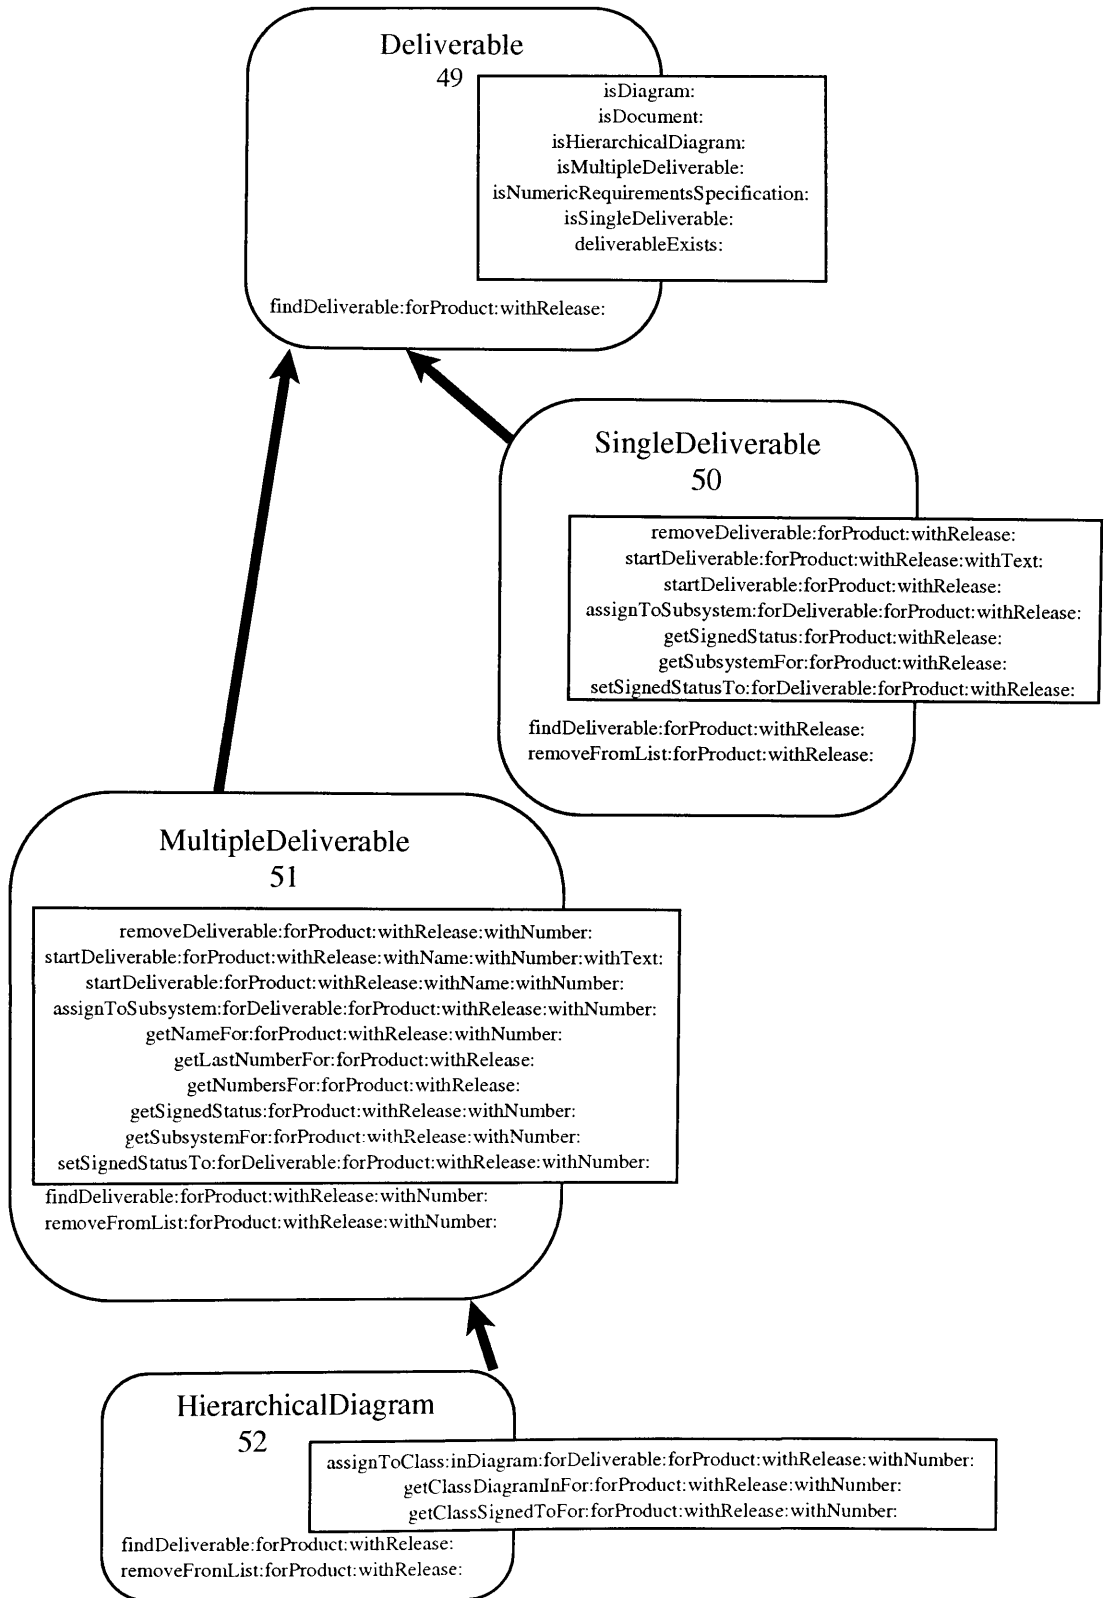 Deliverable
49
isDiagram:
isDocument:
isHierarchicalDiagram:
isMultipleDeliverable:
isNumericRequirementsSpecification:
isSingleDeliverable:
deliverableExists:
findDeliverable:forProduct:withRelease:
SingleDeliverable
50
removeDeliverable:forProduct:withRelease:
startDeliverable:forProduct:withRelease:withText:
startDeliverable:forProduct:withRelease:
assignToSubsystem:forDeliverable:forProduct:withRelease:
getSignedStatus:forProduct:withRelease:
getSubsystemFor:forProduct:withRelease:
setSignedStatusTo:forDeliverable:forProduct:withRelease:
findDeliverable:forProduct:withRelease:
removeFromList:forProduct:withRelease:
MultipleDeliverable
51
removeDeliverable:forProduct:withRelease:withNumber:
startDeliverable:forProduct:withRelease:withName:withNumber:withText:
startDeliverable:forProduct:withRelease:withName:withNumber:
assignToSubsystem:forDeliverable:forProduct:withRelease:withNumber:
getNameFor:forProduct:withRelease:withNumber:
getLastNumberFor:forProduct:withRelease:
getNumbersFor:forProduct:withRelease:
getSignedStatus:forProduct:withRelease:withNumber:
getSubsystemFor:forProduct:withRelease:withNumber:
setSignedStatusTo:forDeliverable:forProduct:withRelease:withNumber:
findDeliverable:forProduct:withRelease:withNumber:
removeFromList:forProduct:withRelease:withNumber:
HierarchicalDiagram
52
assignToClass:inDiagram:forDeliverable:forProduct:withRelease:withNumber:
getClassDiagramInFor:forProduct:withRelease:withNumber:
getClassSignedToFor:forProduct:withRelease:withNumber:
findDeliverable:forProduct:withRelease:
removeFromList:forProduct:withRelease: